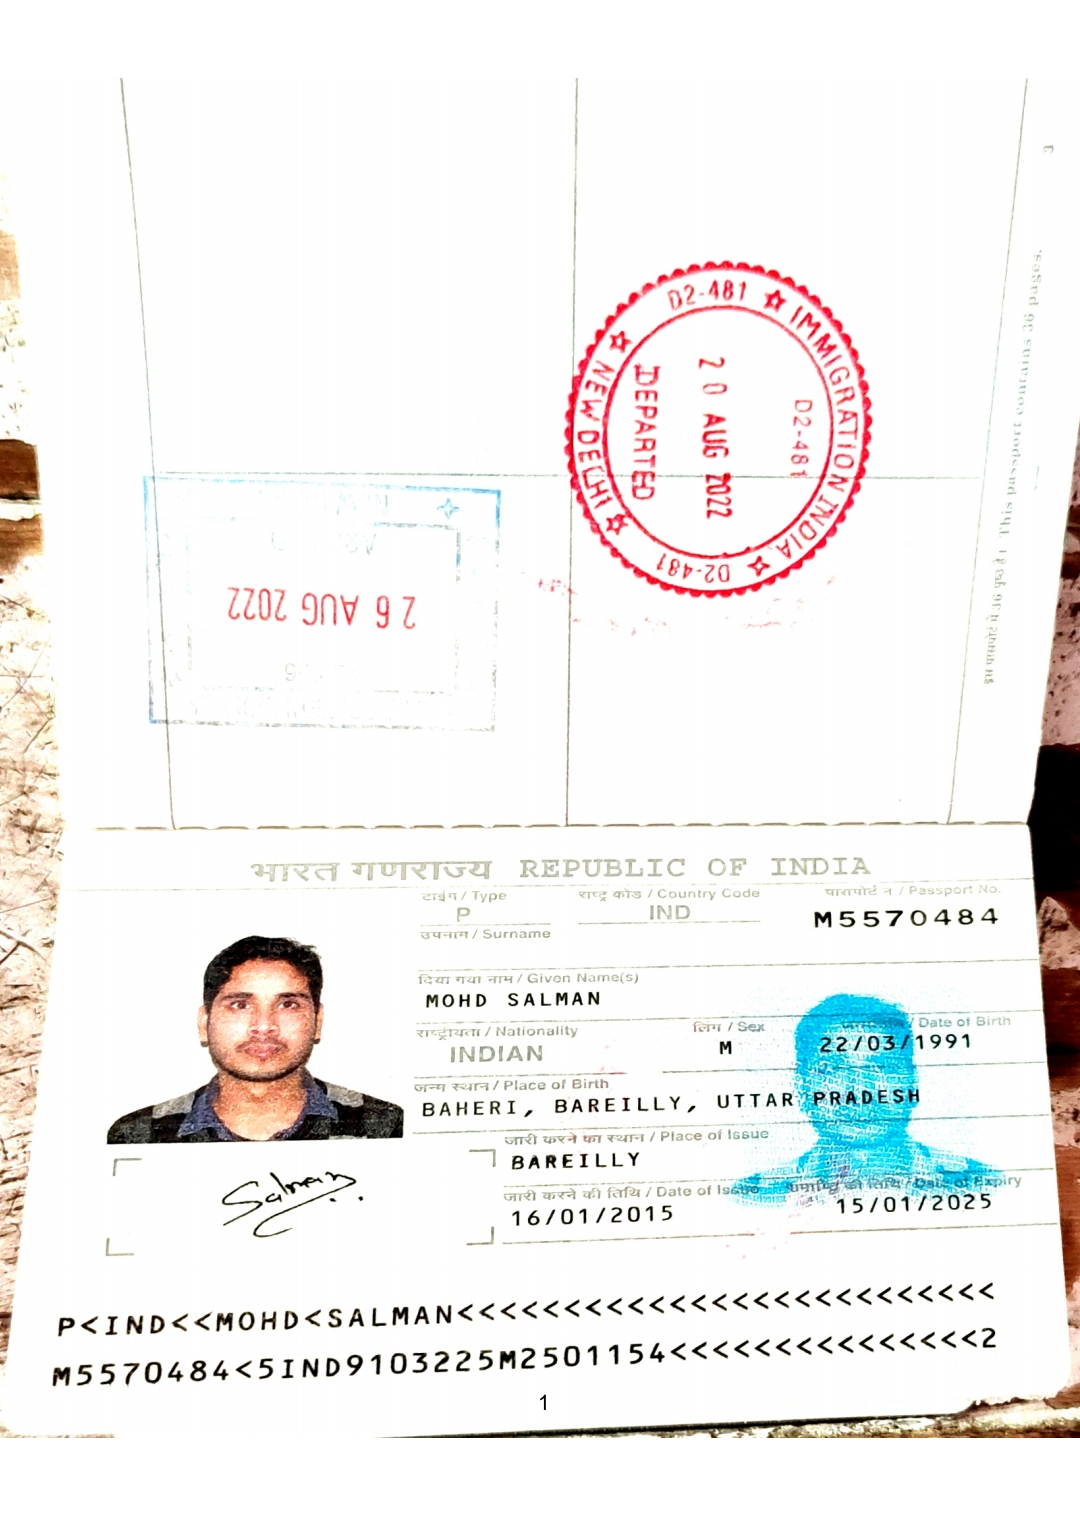 3
यह पासपोर्ट में 36 पृष्ठ हैं। This passport contains 36 pages.
D2-481 ☆ IMMIGRATION INDIA ☆ D2-481 ☆ NEW DELHI ☆
D2-481
20 AUG 2022
DEPARTED
26 AUG 2022
भारत गणराज्य REPUBLIC OF INDIA
टाईप / Type
राष्ट्र कोड / Country Code
पासपोर्ट न / Passport No.
P
IND
M5570484
उपनाम / Surname
दिया गया नाम / Given Name(s)
MOHD SALMAN
राष्ट्रीयता / Nationality
लिंग / Sex
/ Date of Birth
INDIAN
M
22/03/1991
जन्म स्थान / Place of Birth
BAHERI, BAREILLY, UTTAR PRADESH
जारी करने का स्थान / Place of Issue
BAREILLY
जारी करने की तिथि / Date of Issue
समाप्ति की तिथि / Date of Expiry
16/01/2015
15/01/2025
Salman
P<IND<<MOHD<SALMAN<<<<<<<<<<<<<<<<<<<<<<<<<<
M5570484<5IND9103225M2501154<<<<<<<<<<<<<<<2
1